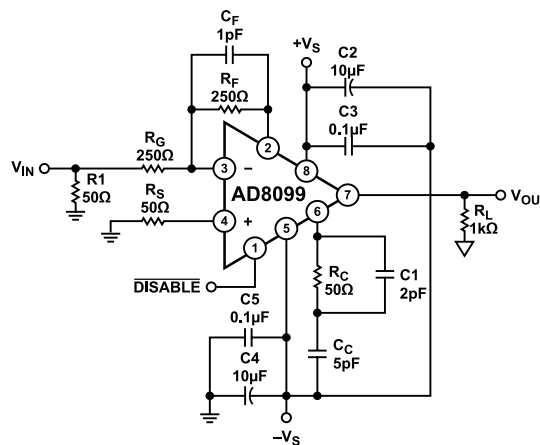 C_F
1pF
R_F
250Ω
+V_S
C2
10µF
C3
0.1µF
R_G
250Ω
V_IN
R1
50Ω
R_S
50Ω
3
−
2
8
AD8099
7
V_OU
4
+
6
5
1
R_L
1kΩ
DISABLE
R_C
50Ω
C1
2pF
C5
0.1µF
C4
10µF
C_C
5pF
−V_S